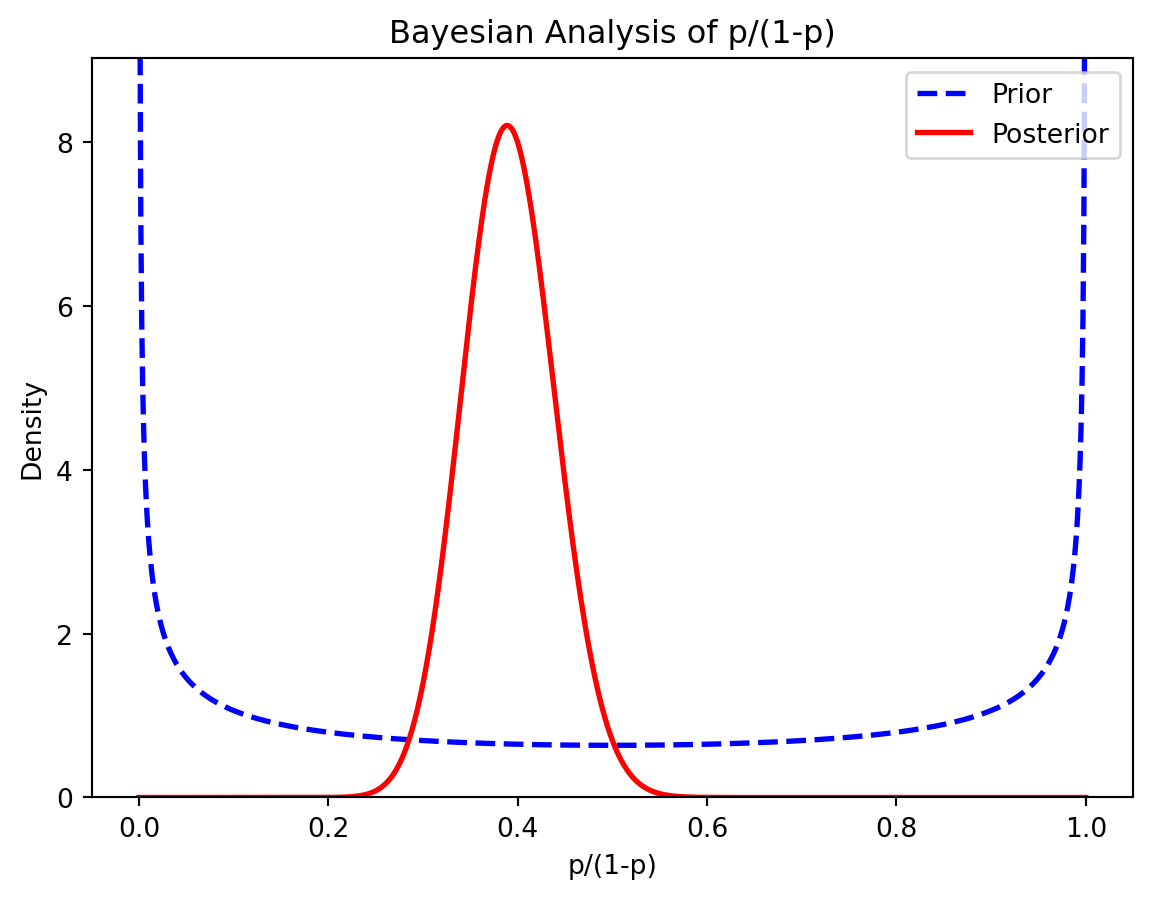 Bayesian Analysis of p/(1-p)
Prior
Posterior
Density
8
6
4
2
0
0.0 0.2 0.4 0.6 0.8 1.0
p/(1-p)